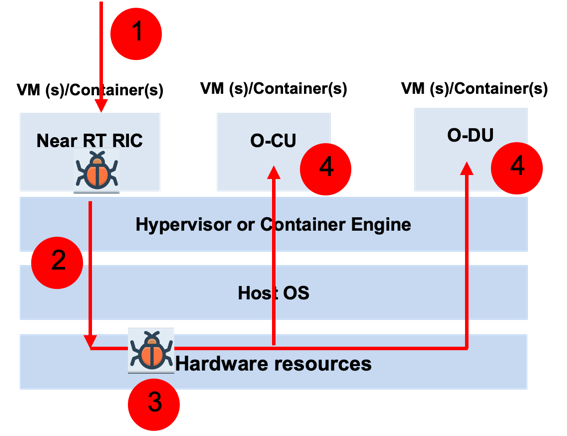 1
VM (s)/Container(s)
VM (s)/Container(s)
VM (s)/Container(s)
Near RT RIC
O-CU
O-DU
4
4
Hypervisor or Container Engine
2
Host OS
Hardware resources
3